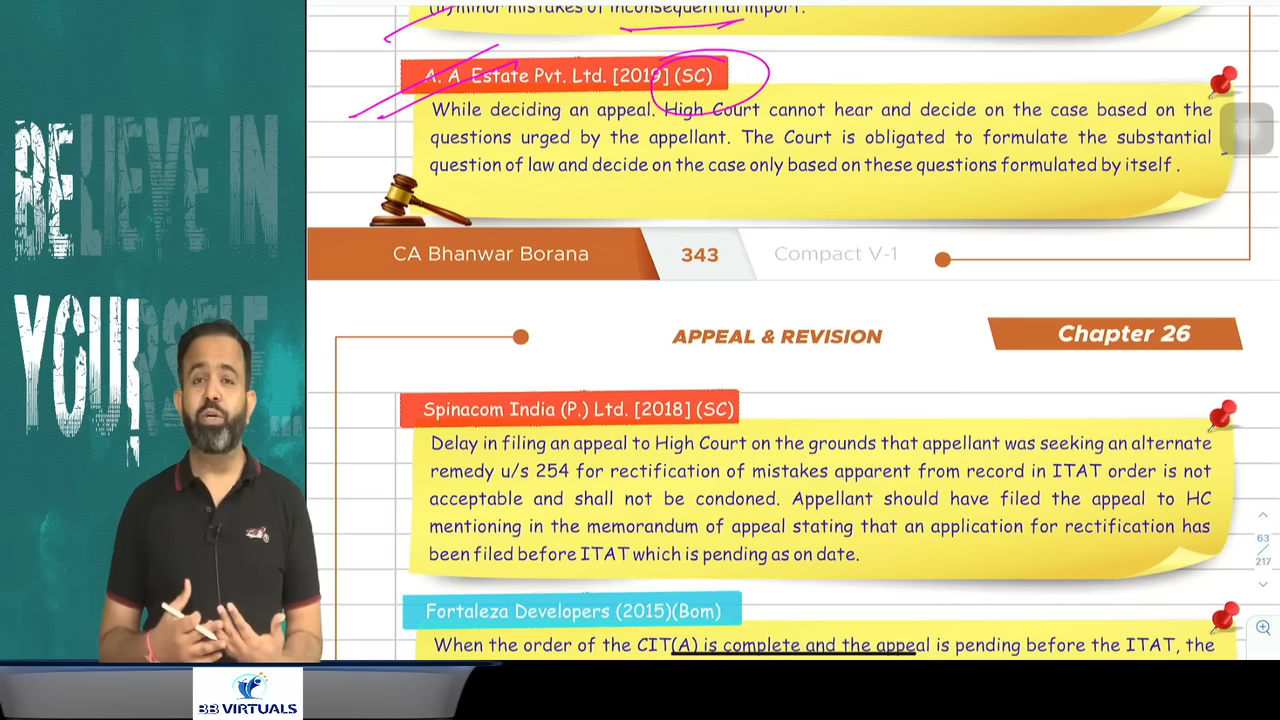 (ii) minor mistakes of inconsequential import.
A. A Estate Pvt. Ltd. [2019] (SC)
While deciding an appeal. High Court cannot hear and decide on the case based on the
questions urged by the appellant. The Court is obligated to formulate the substantial
question of law and decide on the case only based on these questions formulated by itself .
CA Bhanwar Borana
343
Compact V-1
APPEAL & REVISION
Chapter 26
Spinacom India (P.) Ltd. [2018] (SC)
Delay in filing an appeal to High Court on the grounds that appellant was seeking an alternate
remedy u/s 254 for rectification of mistakes apparent from record in ITAT order is not
acceptable and shall not be condoned. Appellant should have filed the appeal to HC
mentioning in the memorandum of appeal stating that an application for rectification has
been filed before ITAT which is pending as on date.
Fortaleza Developers (2015)(Bom)
When the order of the CIT(A) is complete and the appeal is pending before the ITAT, the
63
217
BELIEVE IN
YOURSELF...
BB VIRTUALS